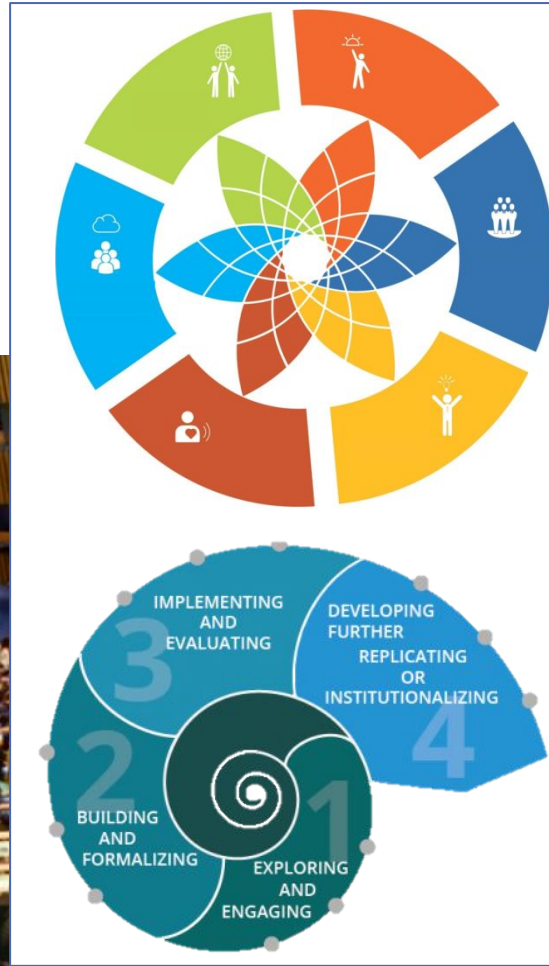 1
EXPLORING
AND
ENGAGING
2
BUILDING
AND
FORMALIZING
3
IMPLEMENTING
AND
EVALUATING
4
DEVELOPING
FURTHER
REPLICATING
OR
INSTITUTIONALIZING